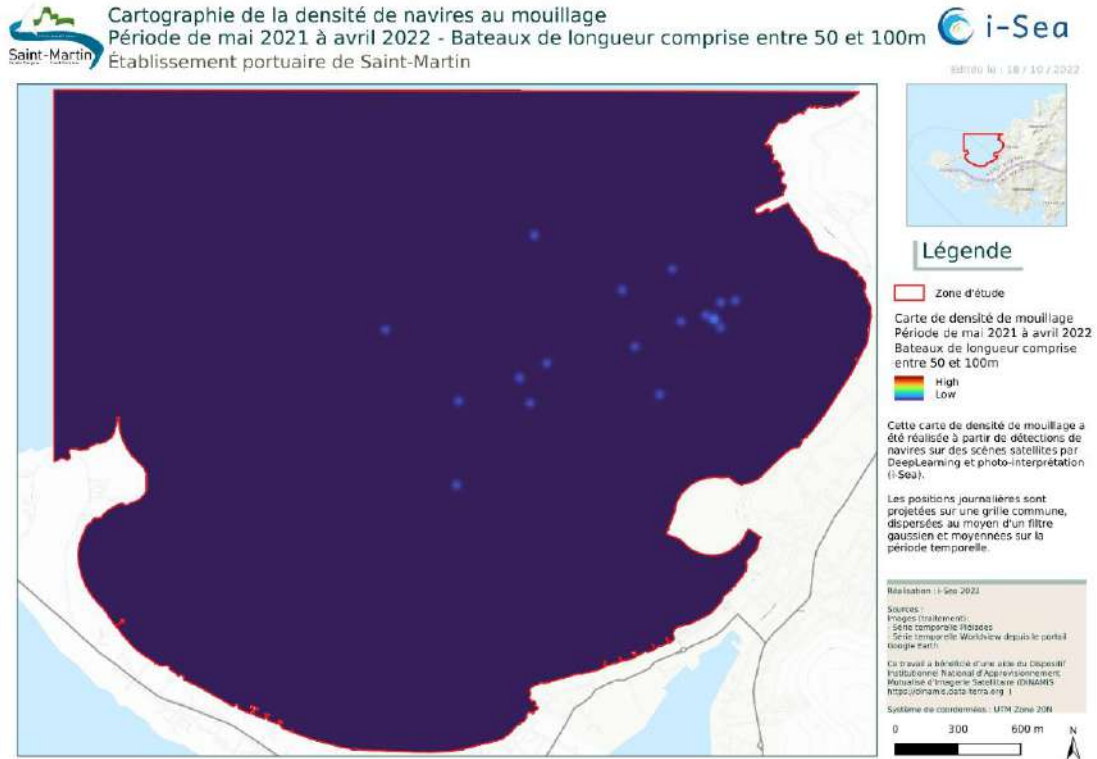 Cartographie de la densité de navires au mouillage
Période de mai 2021 à avril 2022 - Bateaux de longueur comprise entre 50 et 100m
Établissement portuaire de Saint-Martin
Saint-Martin
i-Sea
Edition le : 18 / 10 / 2022
Légende
Zone d'étude
Carte de densité de mouillage
Période de mai 2021 à avril 2022
Bateaux de longueur comprise
entre 50 et 100m
High
Low
Cette carte de densité de mouillage a
été réalisée à partir de détections de
navires sur des scènes satellites par
DeepLearning et photo-interprétation
(i-Sea).
Les positions journalières sont
projetées sur une grille commune,
dispersées au moyen d'un filtre
gaussien et moyennées sur la
période temporelle.
Réalisation : i-Sea 2022
Sources :
Images (traitement):
- Série temporelle Pléiades
- Série temporelle Worldview depuis le portail
Google Earth
Ce travail a bénéficié d'une aide du Dispositif
Institutionnel National d'Approvisionnement
Mutualisé d'Imagerie Satellitaire (DINAMIS
https://dinamis.data-terra.org )
Système de coordonnées : UTM Zone 20N
0 300 600 m
N